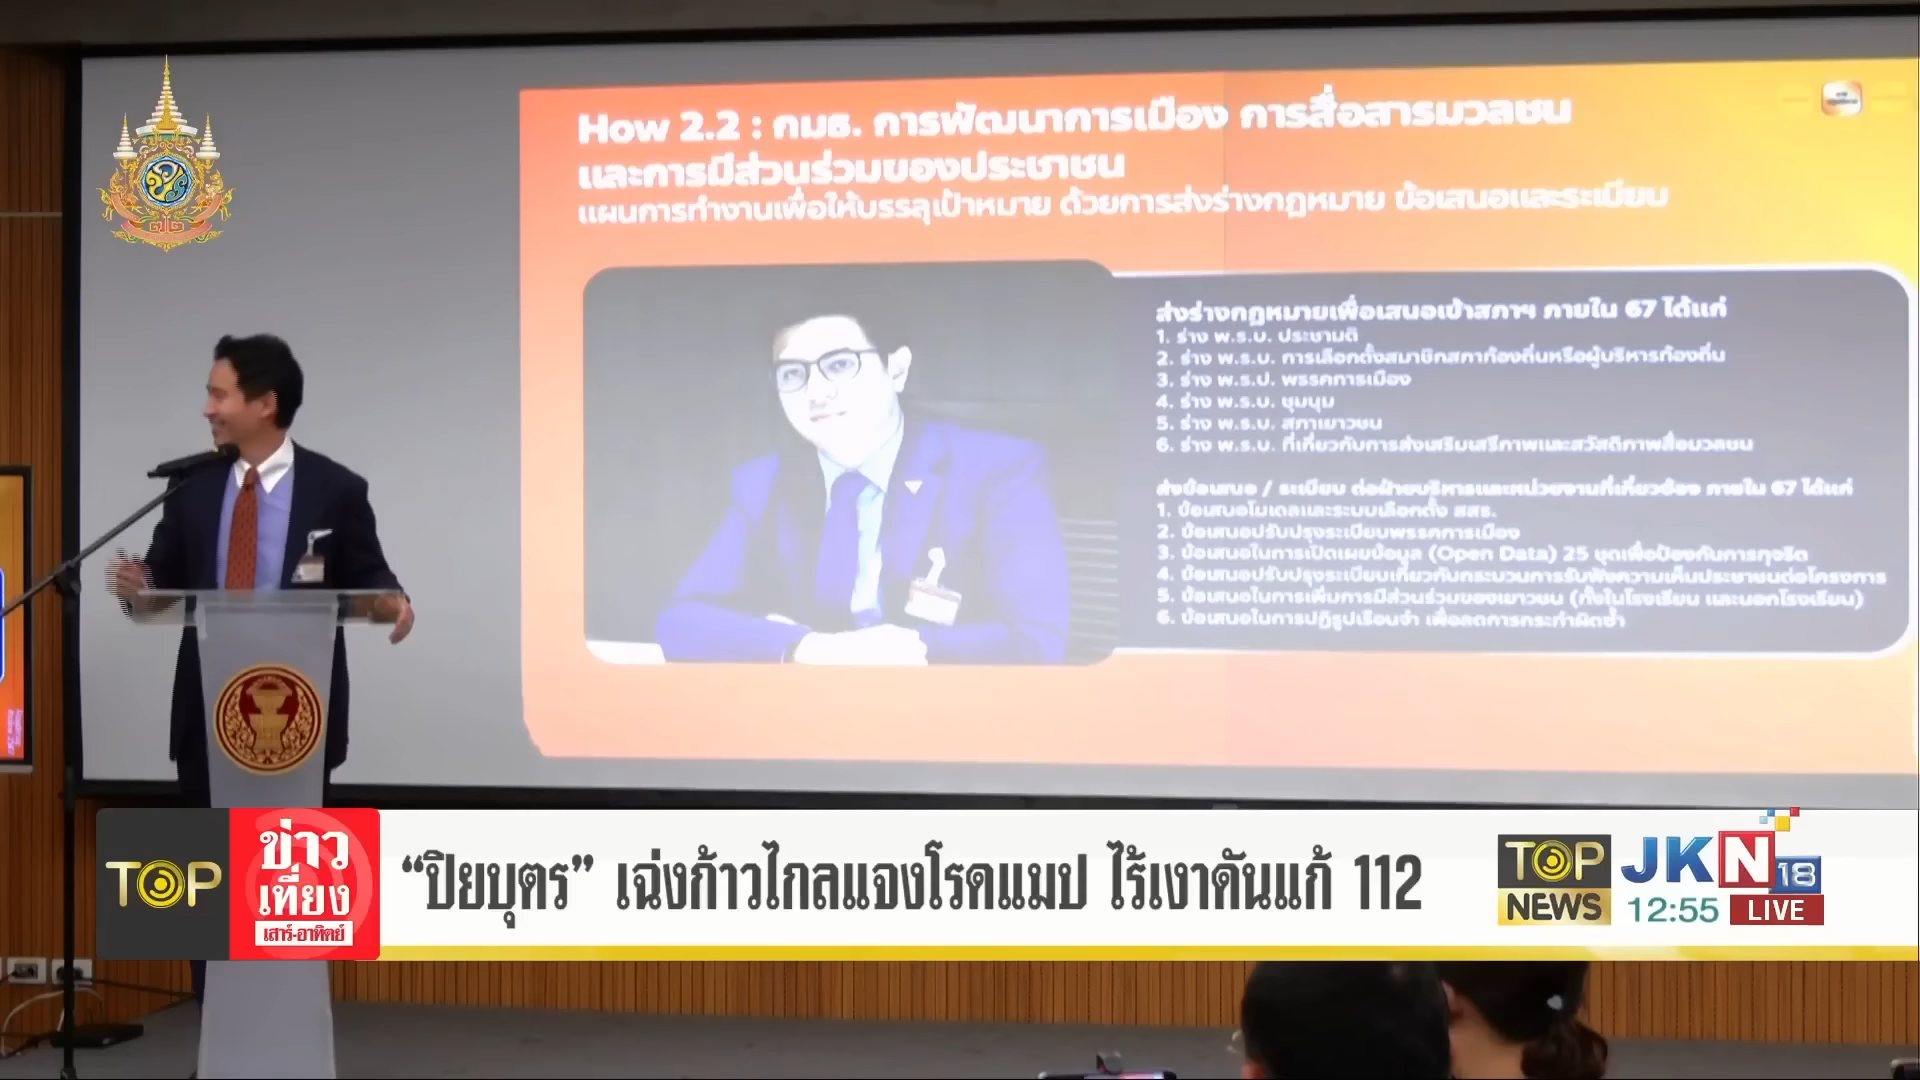 How 2.2 : กมธ. การพัฒนาการเมือง การสื่อสารมวลชน
และการมีส่วนร่วมของประชาชน
แผนการทำงานเพื่อให้บรรลุเป้าหมาย ด้วยการส่งร่างกฎหมาย ข้อเสนอและระเบียบ
ส่งร่างกฎหมายเพื่อเสนอเข้าสภาฯ ภายใน 67 ได้แก่
1. ร่าง พ.ร.บ. ประชามติ
2. ร่าง พ.ร.บ. การเลือกตั้งสมาชิกสภาท้องถิ่นหรือผู้บริหารท้องถิ่น
3. ร่าง พ.ร.ป. พรรคการเมือง
4. ร่าง พ.ร.บ. ชุมนุม
5. ร่าง พ.ร.บ. สภาเยาวชน
6. ร่าง พ.ร.บ. ที่เกี่ยวกับการส่งเสริมเสรีภาพและสวัสดิภาพสื่อมวลชน
ส่งข้อเสนอ / ระเบียบ ต่อฝ่ายบริหารและหน่วยงานที่เกี่ยวข้อง ภายใน 67 ได้แก่
1. ข้อเสนอโมเดลและระบบเลือกตั้ง สสร.
2. ข้อเสนอปรับปรุงระเบียบพรรคการเมือง
3. ข้อเสนอในการเปิดเผยข้อมูล (Open Data) 25 ชุดเพื่อป้องกันการทุจริต
4. ข้อเสนอปรับปรุงระเบียบเกี่ยวกับกระบวนการรับฟังความเห็นประชาชนต่อโครงการ
5. ข้อเสนอในการเพิ่มการมีส่วนร่วมของเยาวชน (ทั้งในโรงเรียน และนอกโรงเรียน)
6. ข้อเสนอในการปฏิรูปเรือนจำ เพื่อลดการกระทำผิดซ้ำ
TOP
ข่าว
เที่ยง
เสาร์-อาทิตย์
“ปิยบุตร” เฉ่งก้าวไกลแจงโรดแมป ไร้เงาดันแก้ 112
TOP
NEWS
JKN
18
12:55
LIVE